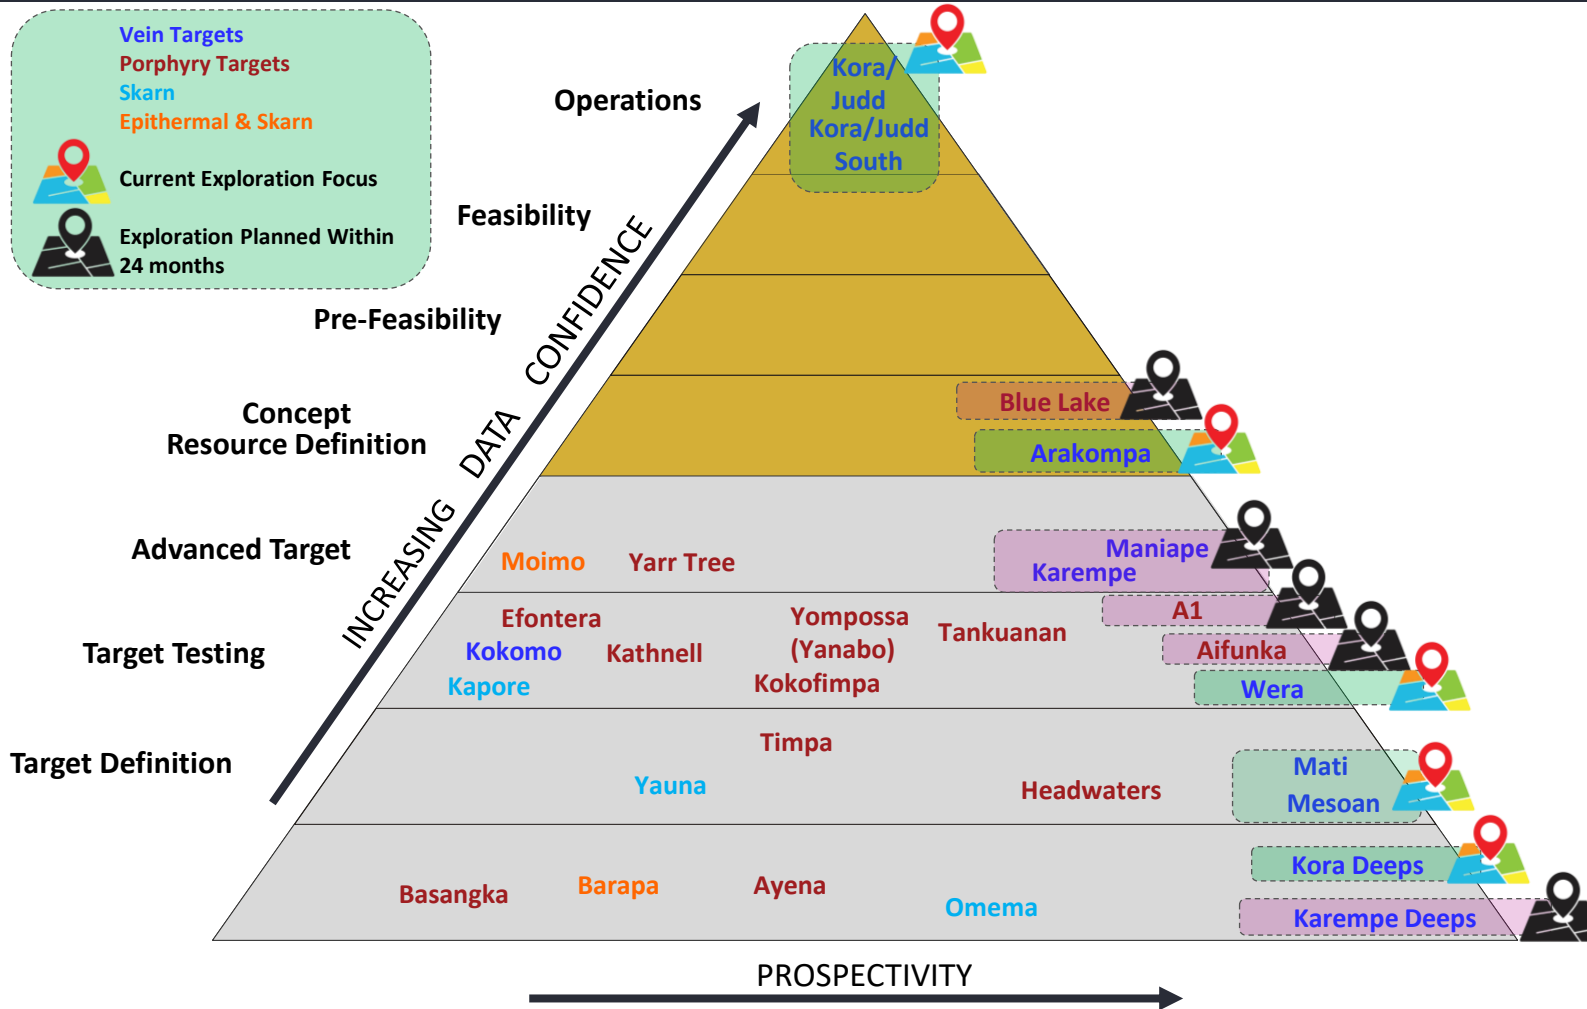 Vein Targets
Porphyry Targets
Skarn
Epithermal & Skarn
Current Exploration Focus
Exploration Planned Within
24 months
Operations
Feasibility
Pre-Feasibility
Concept
Resource Definition
Advanced Target
Target Testing
Target Definition
INCREASING DATA CONFIDENCE
Kora/
Judd
Kora/Judd
South
Blue Lake
Arakompa
Moimo
Yarr Tree
Maniape
Karempe
Efontera
Kokomo
Kapore
Kathnell
Yompossa
(Yanabo)
Kokofimpa
Tankuanan
A1
Aifunka
Wera
Timpa
Yauna
Headwaters
Mati
Mesoan
Basangka
Barapa
Ayena
Omema
Kora Deeps
Karempe Deeps
PROSPECTIVITY